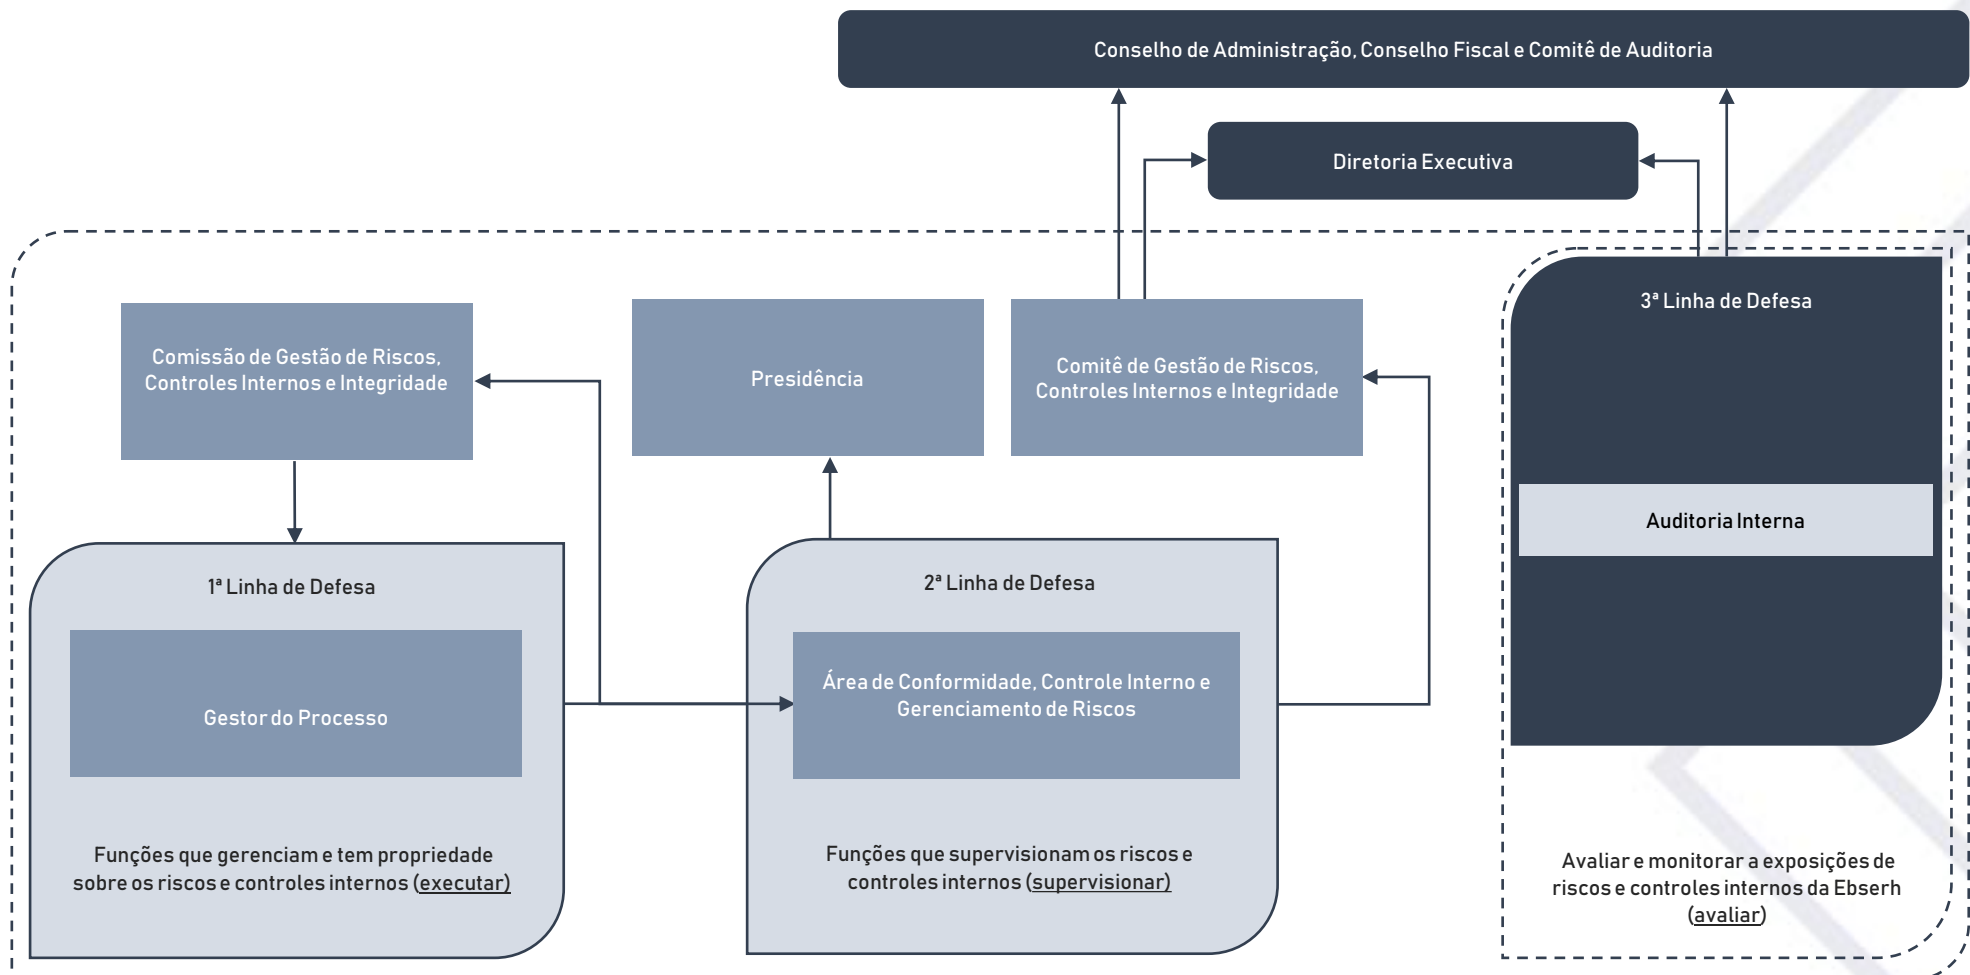 Conselho de Administração, Conselho Fiscal e Comitê de Auditoria
Diretoria Executiva
Comissão de Gestão de Riscos,
Controles Internos e Integridade
Presidência
Comitê de Gestão de Riscos,
Controles Internos e Integridade
3ª Linha de Defesa
Auditoria Interna
Avaliar e monitorar a exposições de
riscos e controles internos da Ebserh
(avaliar)
1ª Linha de Defesa
Gestor do Processo
Funções que gerenciam e tem propriedade
sobre os riscos e controles internos (executar)
2ª Linha de Defesa
Área de Conformidade, Controle Interno e
Gerenciamento de Riscos
Funções que supervisionam os riscos e
controles internos (supervisionar)